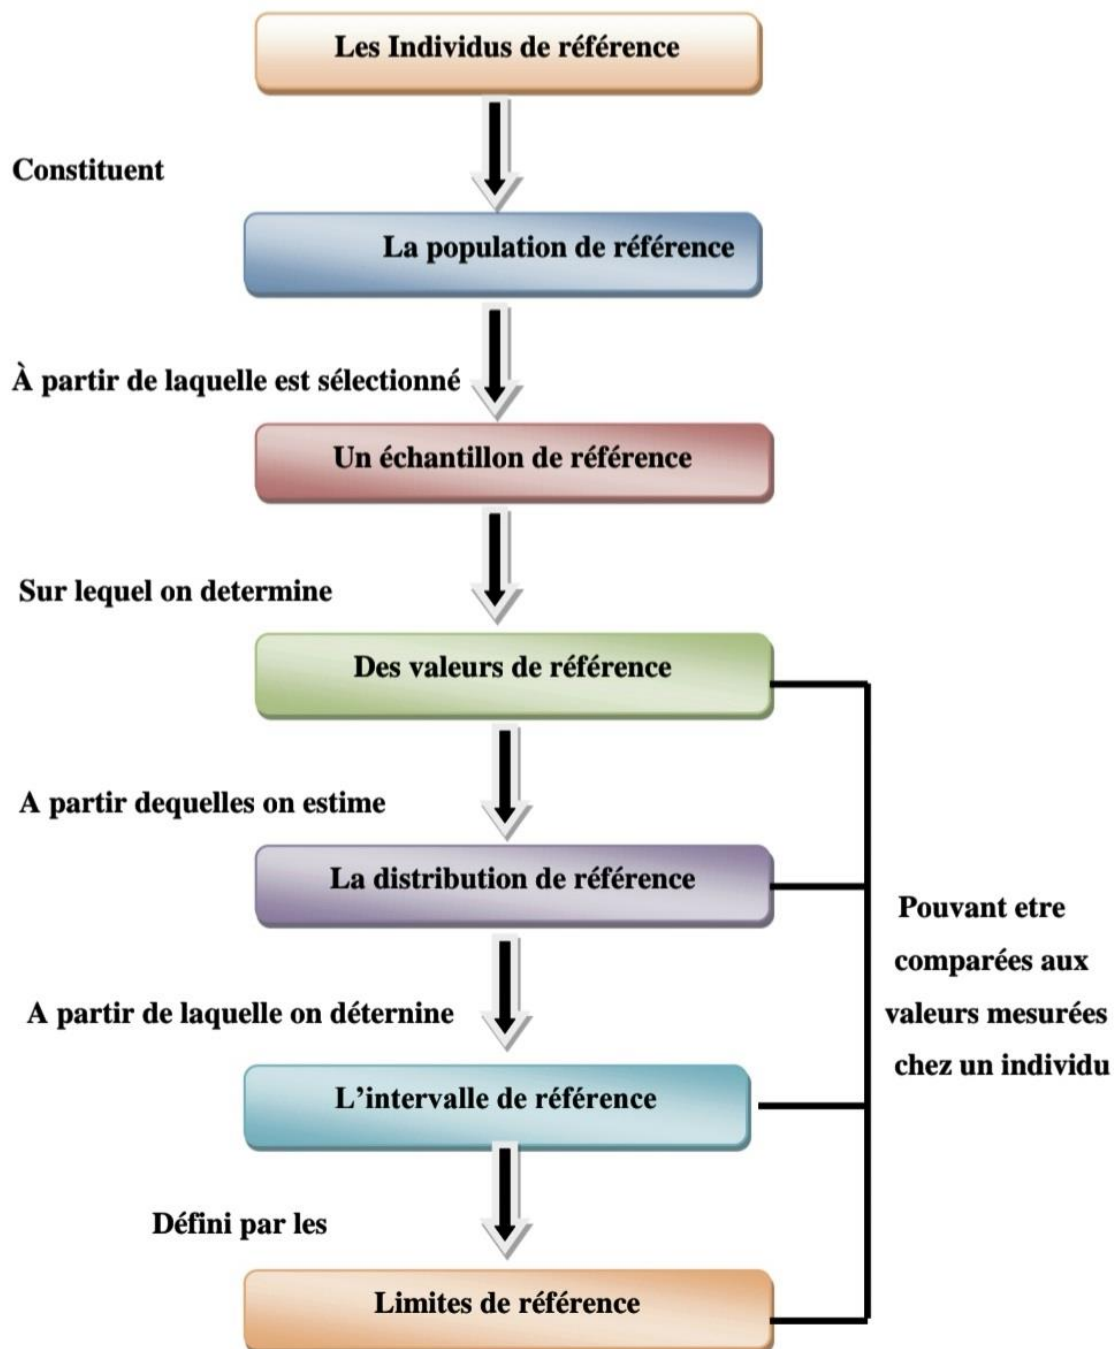 Les Individus de référence
Constituent
La population de référence
À partir de laquelle est sélectionné
Un échantillon de référence
Sur lequel on determine
Des valeurs de référence
A partir dequelles on estime
La distribution de référence
Pouvant etre
comparées aux
valeurs mesurées
chez un individu
A partir de laquelle on déternine
L’intervalle de référence
Défini par les
Limites de référence